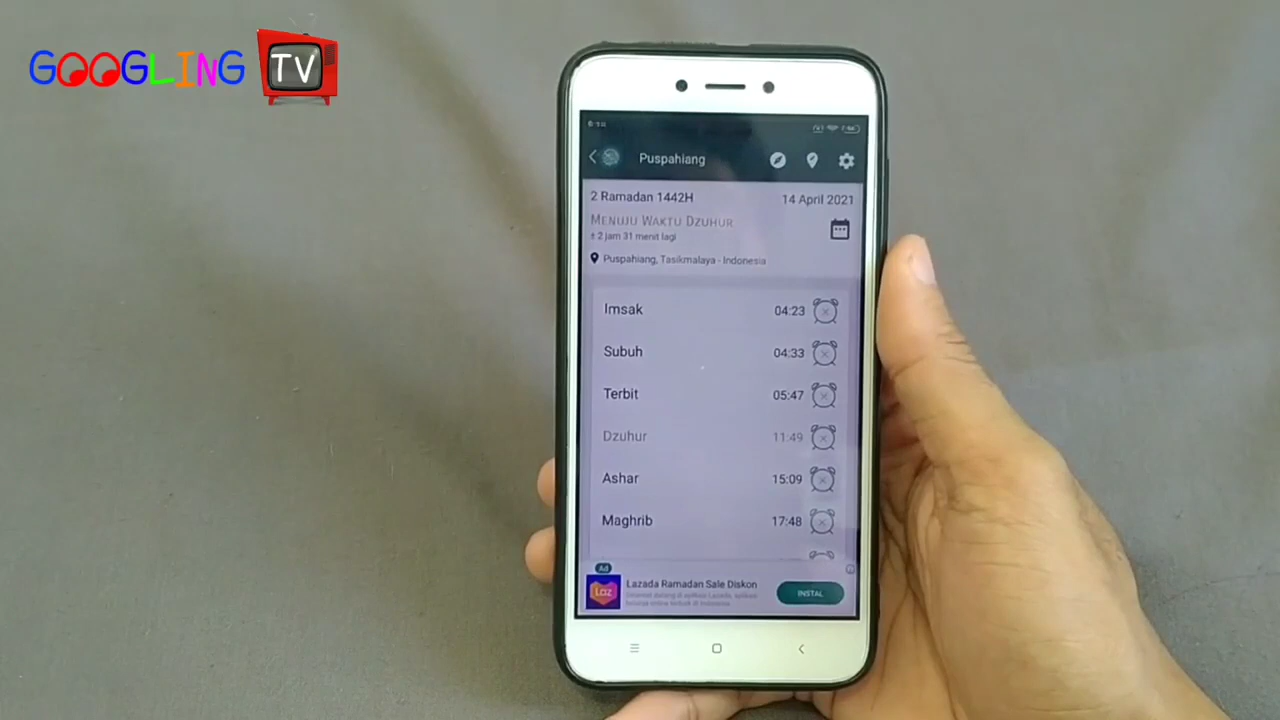 GOOGLING TV
Puspahiang
2 Ramadan 1442H
14 April 2021
MENUJU WAKTU DZUHUR
± 2 jam 31 menit lagi
Puspahiang, Tasikmalaya - Indonesia
Imsak 04:23
Subuh 04:33
Terbit 05:47
Dzuhur 11:49
Ashar 15:09
Maghrib 17:48
Ad
Lazada Ramadan Sale Diskon
Laz
INSTAL